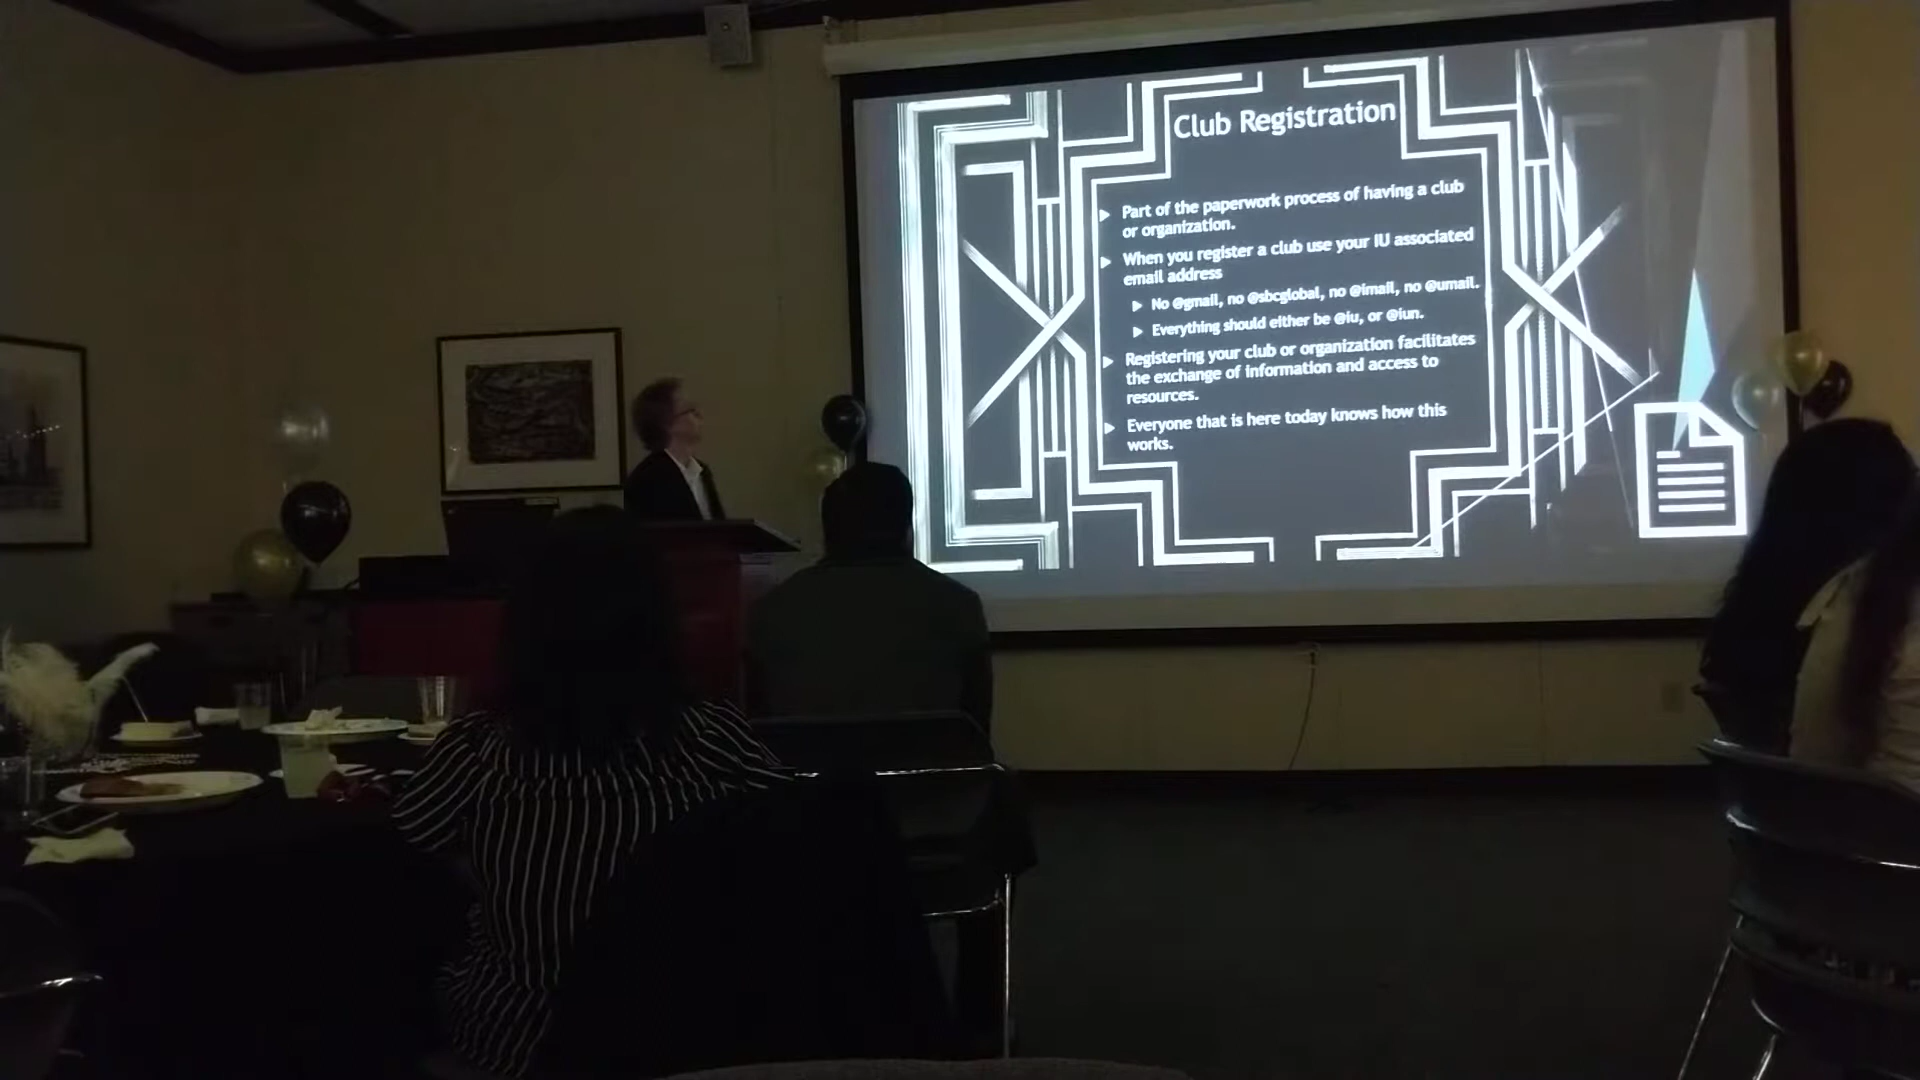 Club Registration
Part of the paperwork process of having a club
or organization.
When you register a club use your IU associated
email address
No @gmail, no @sbcglobal, no @imail, no @umail.
Everything should either be @iu, or @iun.
Registering your club or organization facilitates
the exchange of information and access to
resources.
Everyone that is here today knows how this
works.